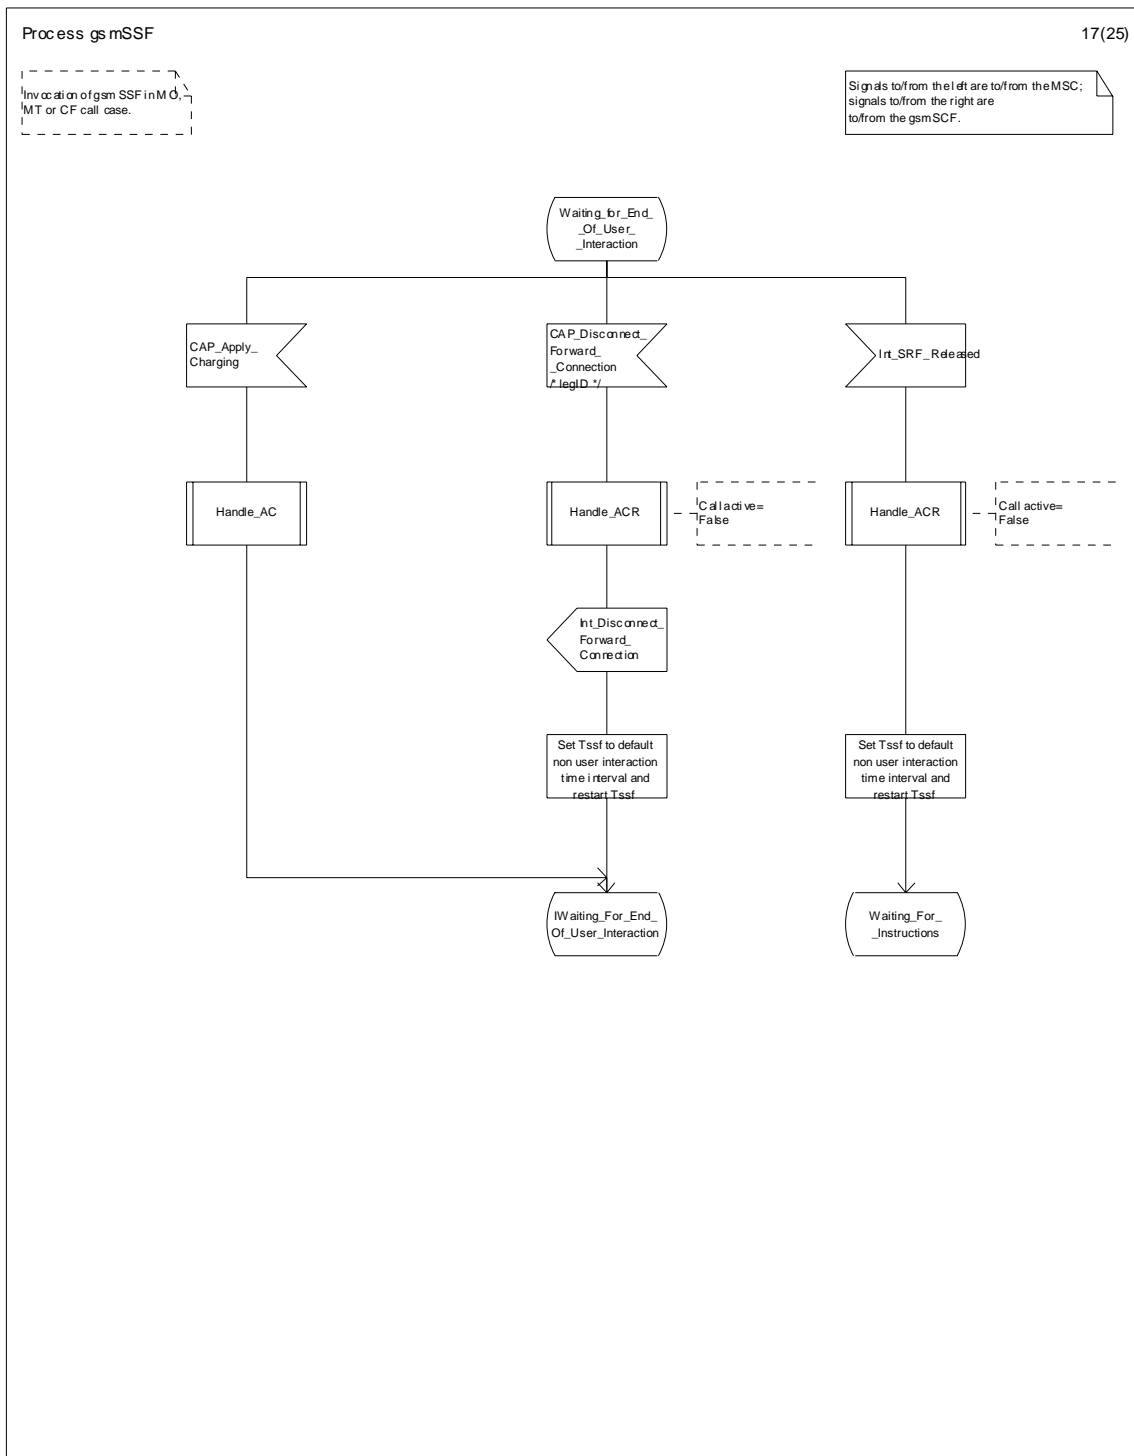 Process gsmSSF
17(25)
Invocation of gsm SSF in MO,
MT or CF call case.
Signals to/from the left are to/from the MSC;
signals to/from the right are
to/from the gsmSCF.
Waiting_for_End_
_Of_User_
_Interaction
CAP_Apply_
Charging
CAP_Disconnect_
Forward_
_Connection
/* legID */
Int_SRF_Released
Handle_AC
Handle_ACR
Call active=
False
Handle_ACR
Call active=
False
Int_Disconnect_
Forward_
Connection
Set Tssf to default
non user interaction
time interval and
restart Tssf
Set Tssf to default
non user interaction
time interval and
restart Tssf
IWaiting_For_End_
Of_User_Interaction
Waiting_For_
_Instructions